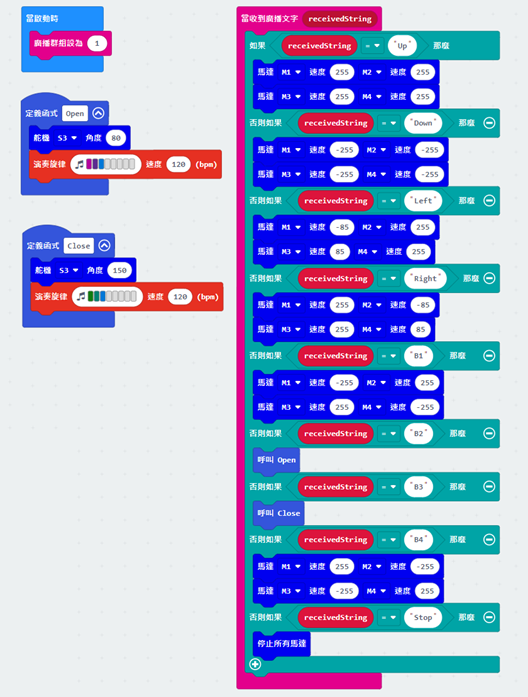 當啟動時
廣播群組設為 1
定義函式 Open
舵機 S3 角度 80
演奏旋律 速度 120 (bpm)
定義函式 Close
舵機 S3 角度 150
演奏旋律 速度 120 (bpm)
當收到廣播文字 receivedString
如果 receivedString = "Up" 那麼
馬達 M1 速度 255 M2 速度 255
馬達 M3 速度 255 M4 速度 255
否則如果 receivedString = "Down" 那麼
馬達 M1 速度 -255 M2 速度 -255
馬達 M3 速度 -255 M4 速度 -255
否則如果 receivedString = "Left" 那麼
馬達 M1 速度 -85 M2 速度 255
馬達 M3 速度 85 M4 速度 255
否則如果 receivedString = "Right" 那麼
馬達 M1 速度 255 M2 速度 -85
馬達 M3 速度 255 M4 速度 85
否則如果 receivedString = "B1" 那麼
馬達 M1 速度 -255 M2 速度 255
馬達 M3 速度 255 M4 速度 -255
否則如果 receivedString = "B2" 那麼
呼叫 Open
否則如果 receivedString = "B3" 那麼
呼叫 Close
否則如果 receivedString = "B4" 那麼
馬達 M1 速度 255 M2 速度 -255
馬達 M3 速度 -255 M4 速度 255
否則如果 receivedString = "Stop" 那麼
停止所有馬達